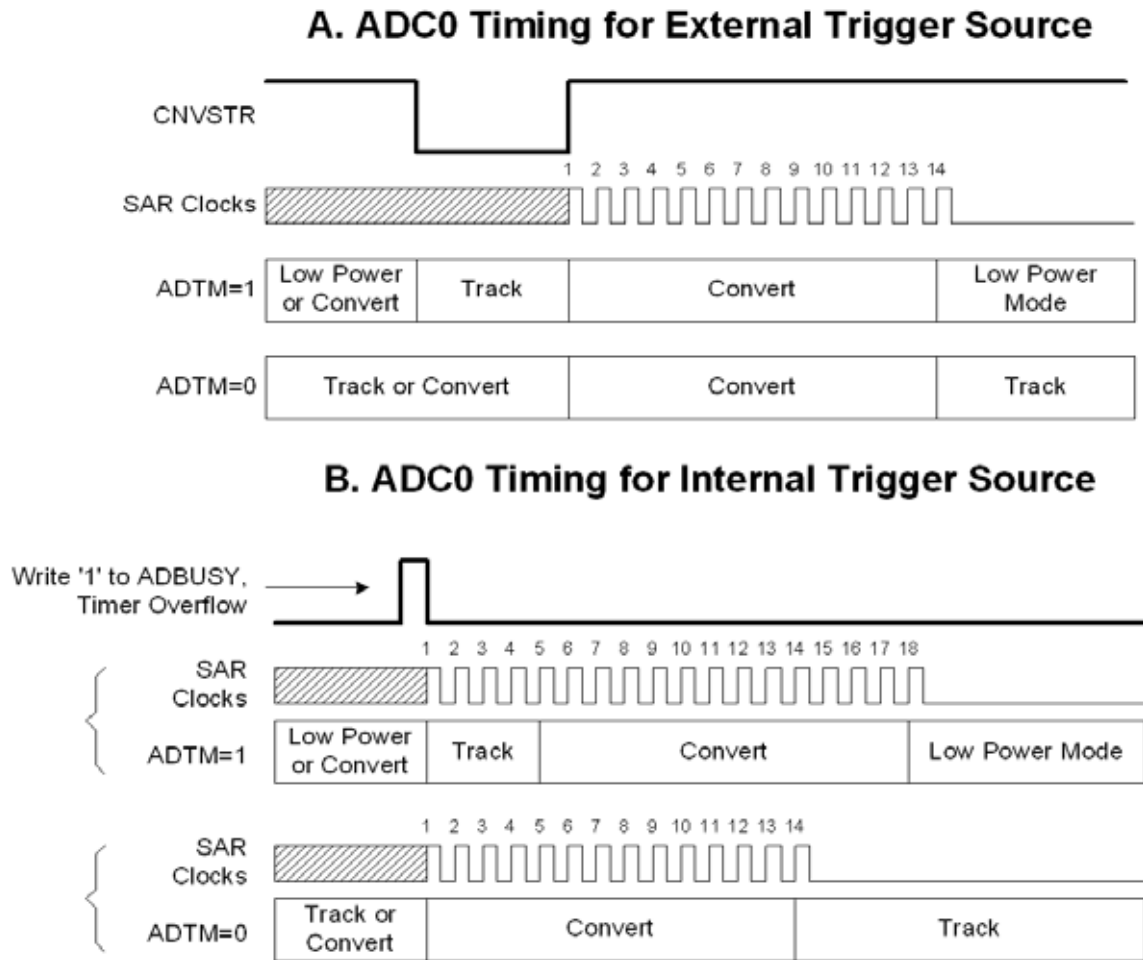 A. ADC0 Timing for External Trigger Source
CNVSTR
1 2 3 4 5 6 7 8 9 10 11 12 13 14
SAR Clocks
ADTM=1
Low Power
or Convert
Track
Convert
Low Power
Mode
ADTM=0
Track or Convert
Convert
Track
B. ADC0 Timing for Internal Trigger Source
Write '1' to ADBUSY,
Timer Overflow
1 2 3 4 5 6 7 8 9 10 11 12 13 14 15 16 17 18
SAR
Clocks
ADTM=1
Low Power
or Convert
Track
Convert
Low Power Mode
1 2 3 4 5 6 7 8 9 10 11 12 13 14
SAR
Clocks
ADTM=0
Track or
Convert
Convert
Track